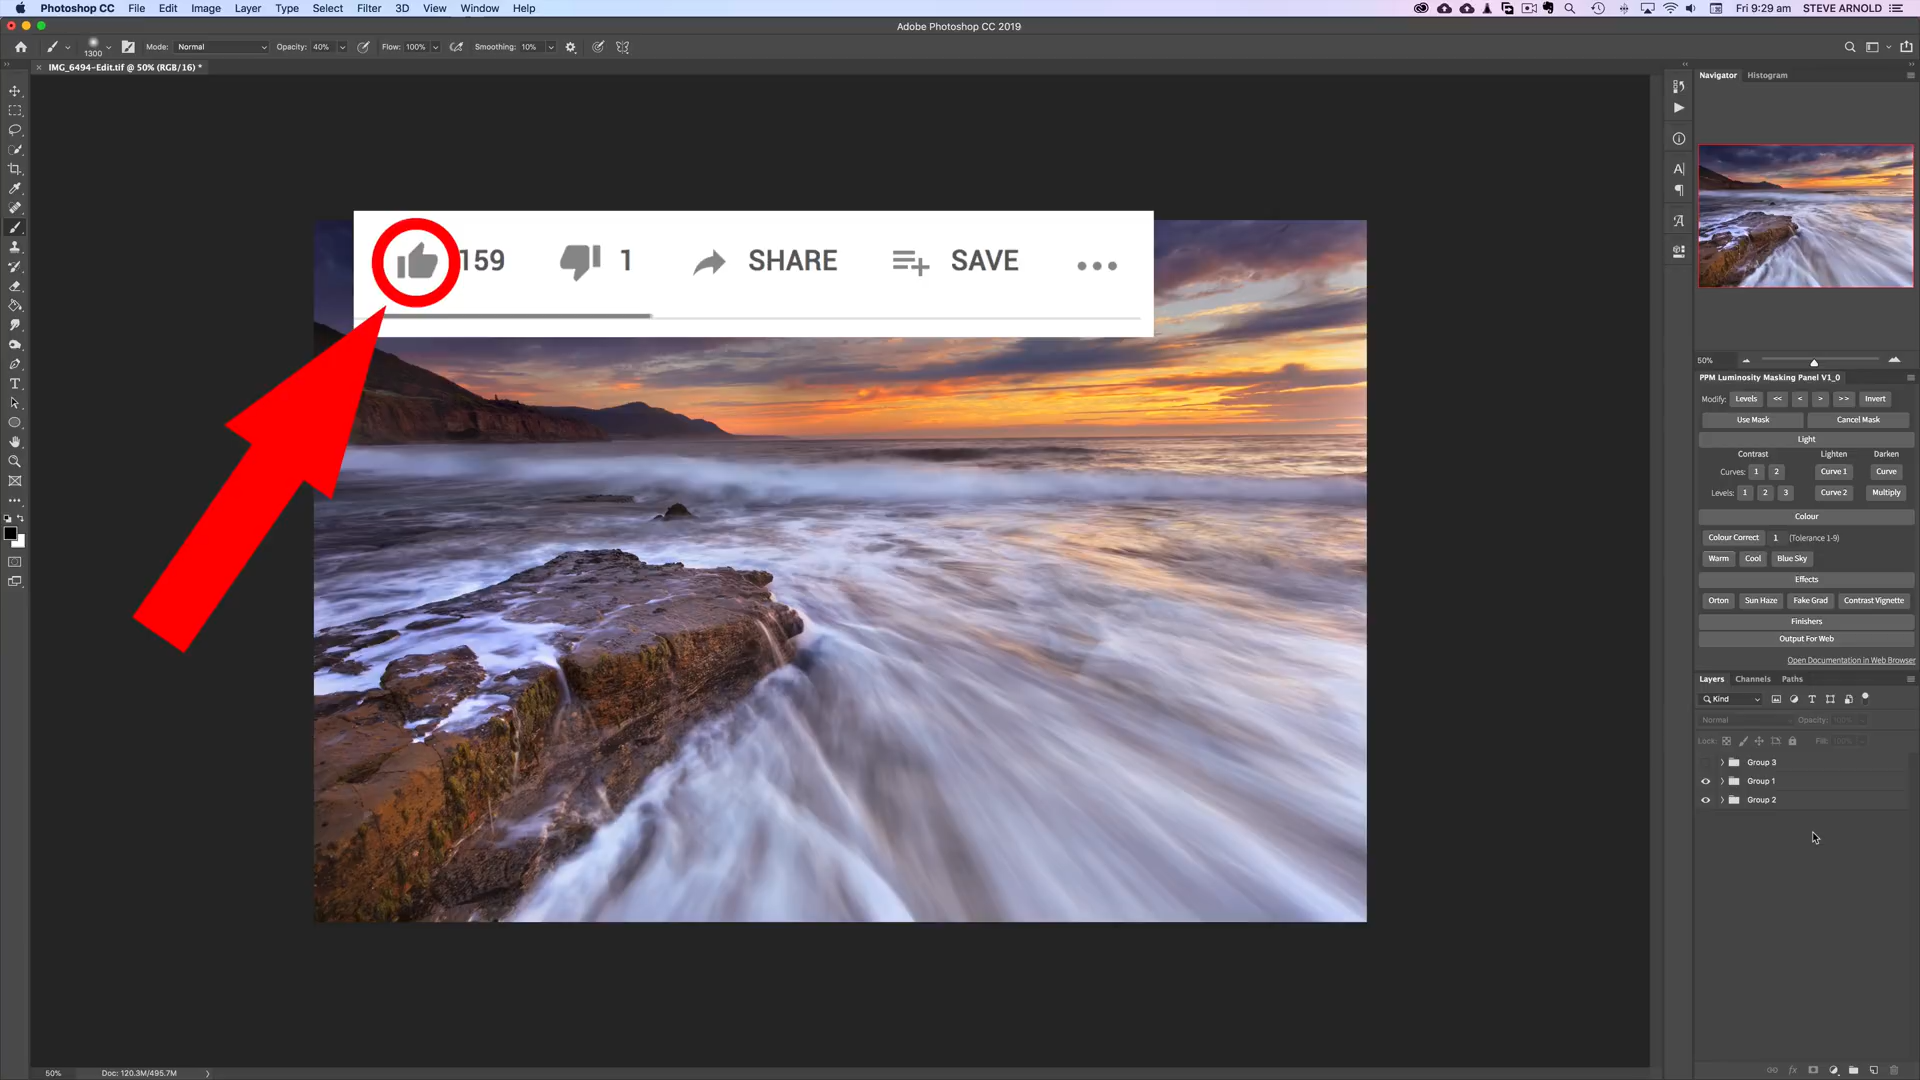 Photoshop CC File Edit Image Layer Type Select Filter 3D View Window Help Fri 9:29 am STEVE ARNOLD
Adobe Photoshop CC 2019
1300 Mode: Normal Opacity: 40% Flow: 100% Smoothing: 10%
IMG_6494-Edit.tif @ 50% (RGB/16) *
Navigator Histogram
159 1 SHARE SAVE
50%
PPM Luminosity Masking Panel V1_0
Modify: Levels << < > >> Invert
Use Mask Cancel Mask
Light
Contrast Lighten Darken
Curves: 1 2 Curve 1 Curve
Levels: 1 2 3 Curve 2 Multiply
Colour
Colour Correct 1 (Tolerance 1-9)
Warm Cool Blue Sky
Effects
Orton Sun Haze Fake Grad Contrast Vignette
Finishers
Output For Web
Open Documentation in Web Browser
Layers Channels Paths
Kind
Normal Opacity: 100%
Lock: Fill: 100%
Group 3
Group 1
Group 2
50% Doc: 120.3M/495.7M